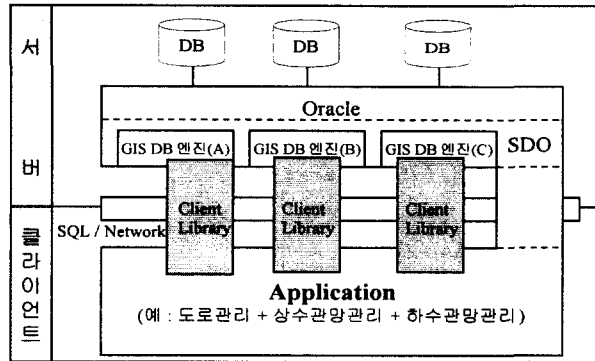 서
버
클
라
이
언
트
DB
DB
DB
Oracle
GIS DB 엔진(A)
GIS DB 엔진(B)
GIS DB 엔진(C)
SDO
Client
Library
Client
Library
Client
Library
SQL / Network
Application
(예 : 도로관리 + 상수관망관리 + 하수관망관리)